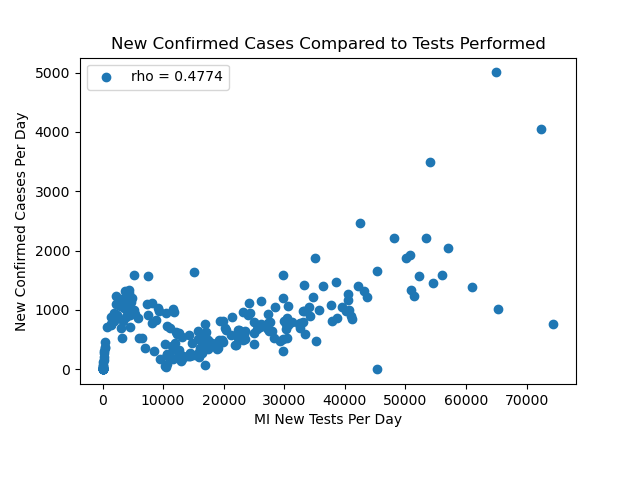 New Confirmed Cases Compared to Tests Performed
rho = 0.4774
New Confirmed Caeses Per Day
5000
4000
3000
2000
1000
0
0 10000 20000 30000 40000 50000 60000 70000
MI New Tests Per Day